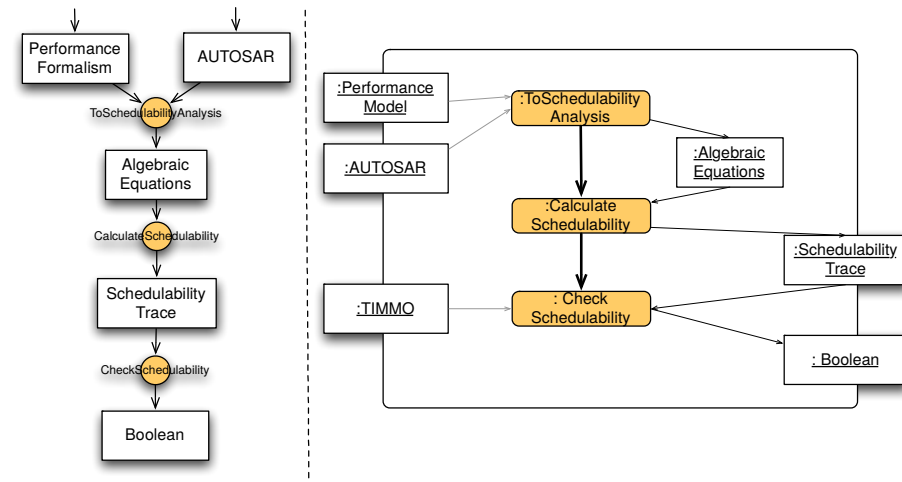 Performance
Formalism
AUTOSAR
ToSchedulabilityAnalysis
Algebraic
Equations
CalculateSchedulability
Schedulability
Trace
CheckSchedulability
Boolean
:Performance
Model
:AUTOSAR
:TIMMO
:ToSchedulability
Analysis
:Algebraic
Equations
:Calculate
Schedulability
:Schedulability
Trace
: Check
Schedulability
: Boolean